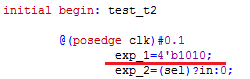 initial begin: test_t2
@(posedge clk)#0.1
exp_1=4'b1010;
exp_2=(sel)?in:0;